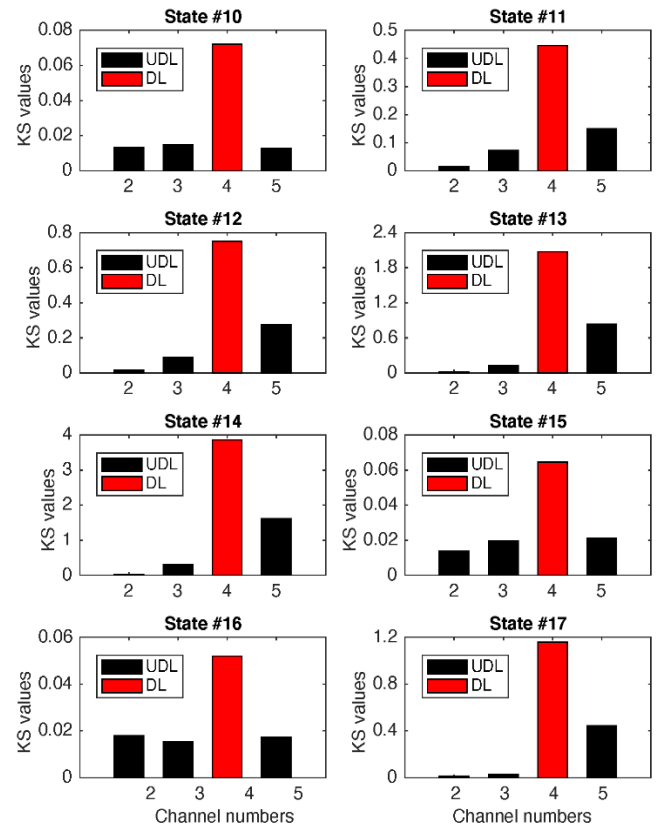 State #10
KS values
0.08
0.06
0.04
0.02
0
UDL
DL
2 3 4 5
State #11
KS values
0.5
0.4
0.3
0.2
0.1
0
UDL
DL
2 3 4 5
State #12
KS values
0.8
0.6
0.4
0.2
0
UDL
DL
2 3 4 5
State #13
KS values
2.4
1.8
1.2
0.6
0
UDL
DL
2 3 4 5
State #14
KS values
4
3
2
1
0
UDL
DL
2 3 4 5
State #15
KS values
0.08
0.06
0.04
0.02
0
UDL
DL
2 3 4 5
State #16
KS values
0.06
0.04
0.02
0
UDL
DL
2 3 4 5
Channel numbers
State #17
KS values
1.2
0.8
0.4
0
UDL
DL
2 3 4 5
Channel numbers